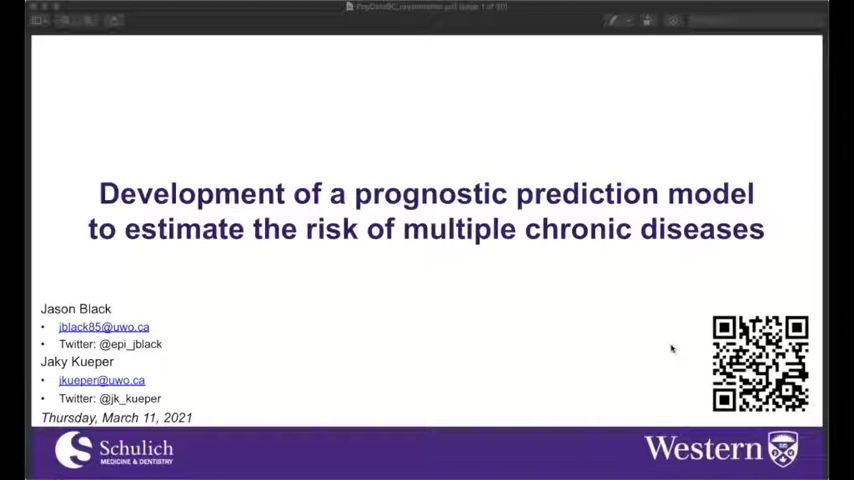 Development of a prognostic prediction model
to estimate the risk of multiple chronic diseases
Jason Black
• jblack85@uwo.ca
• Twitter: @epi_jblack
Jaky Kueper
• jkueper@uwo.ca
• Twitter: @jk_kueper
Thursday, March 11, 2021
Schulich
MEDICINE & DENTISTRY
Western